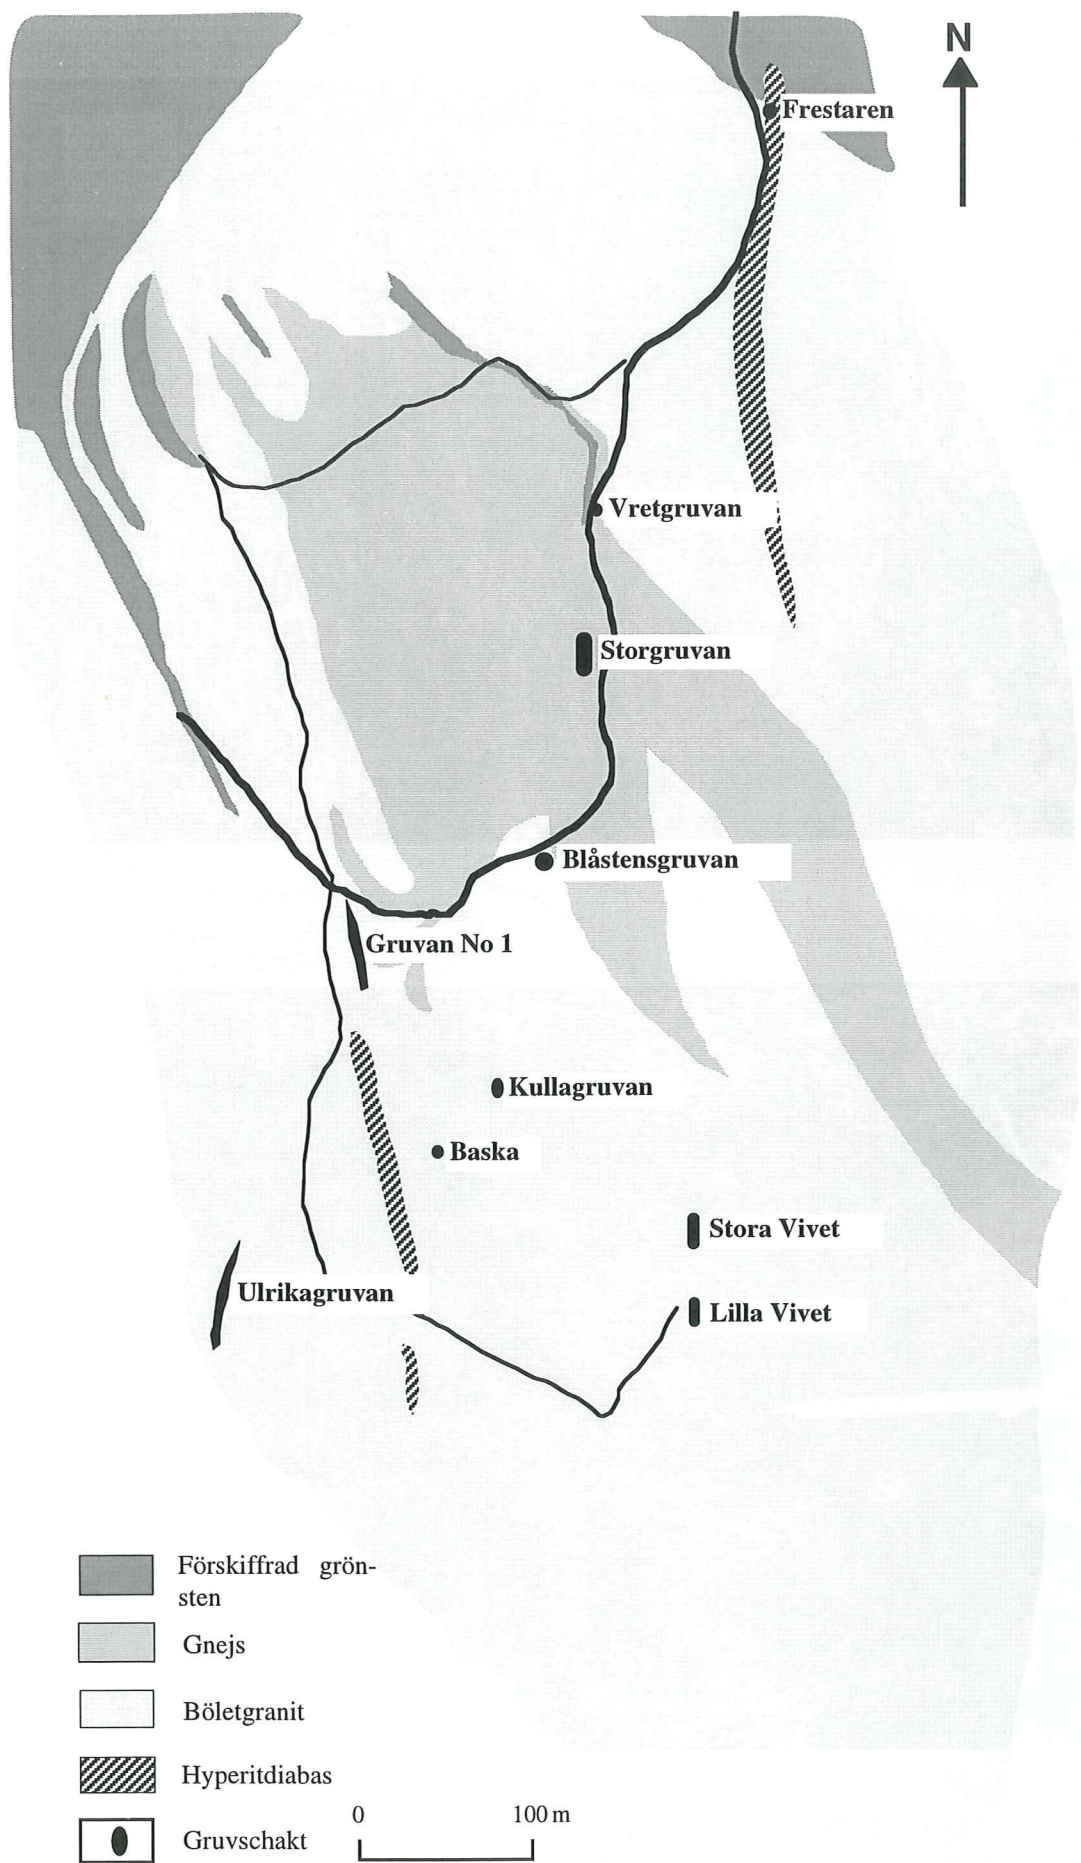 N
Frestaren
Vretgruvan
Storgruvan
Blåstensgruvan
Gruvan No 1
Kullagruvan
Baska
Stora Vivet
Ulrikagruvan
Lilla Vivet
Förskiffrad grön-
sten
Gnejs
Böletgranit
Hyperitdiabas
0 100 m
Gruvschakt